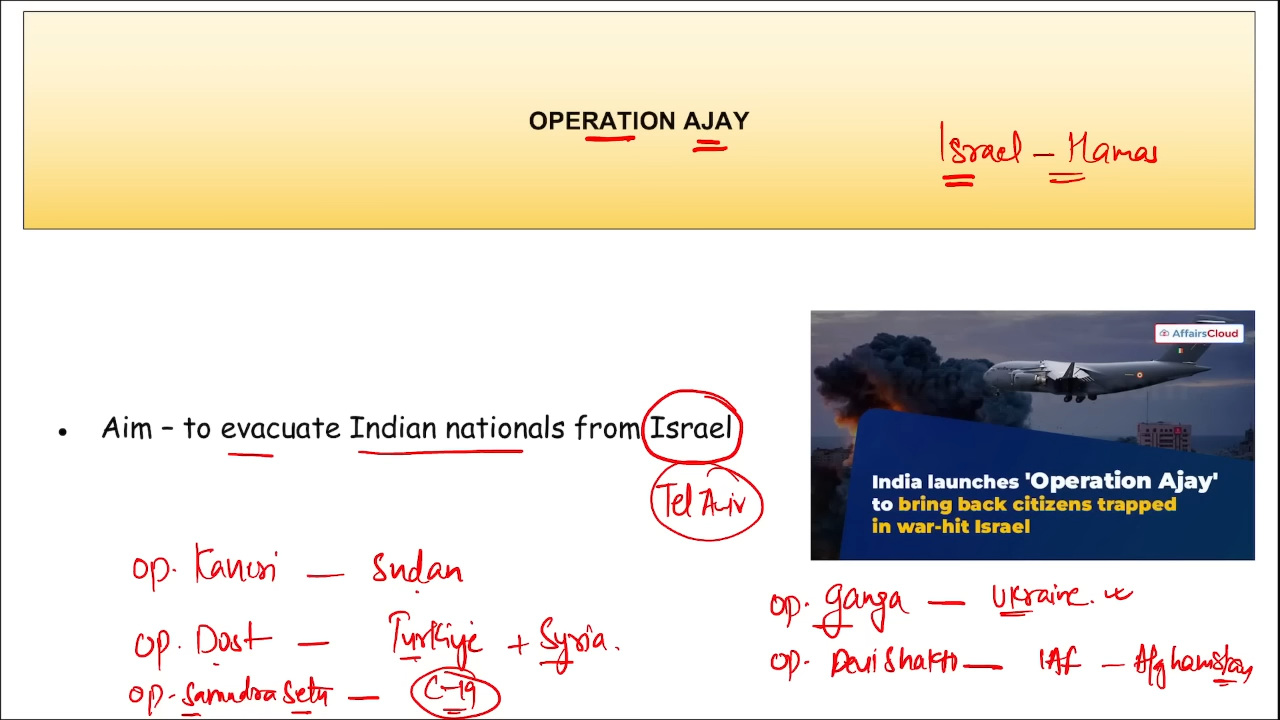 OPERATION AJAY
Israel – Hamas
AffairsCloud
• Aim – to evacuate Indian nationals from Israel
Tel Aviv
India launches 'Operation Ajay'
to bring back citizens trapped
in war-hit Israel
Op. Kaveri — Sudan
Op. Dost — Turkiye + Syria.
Op. Samudra Setu — C-19
Op. Ganga — Ukraine.
Op. Devi Shakti — IAF – Afghanistan